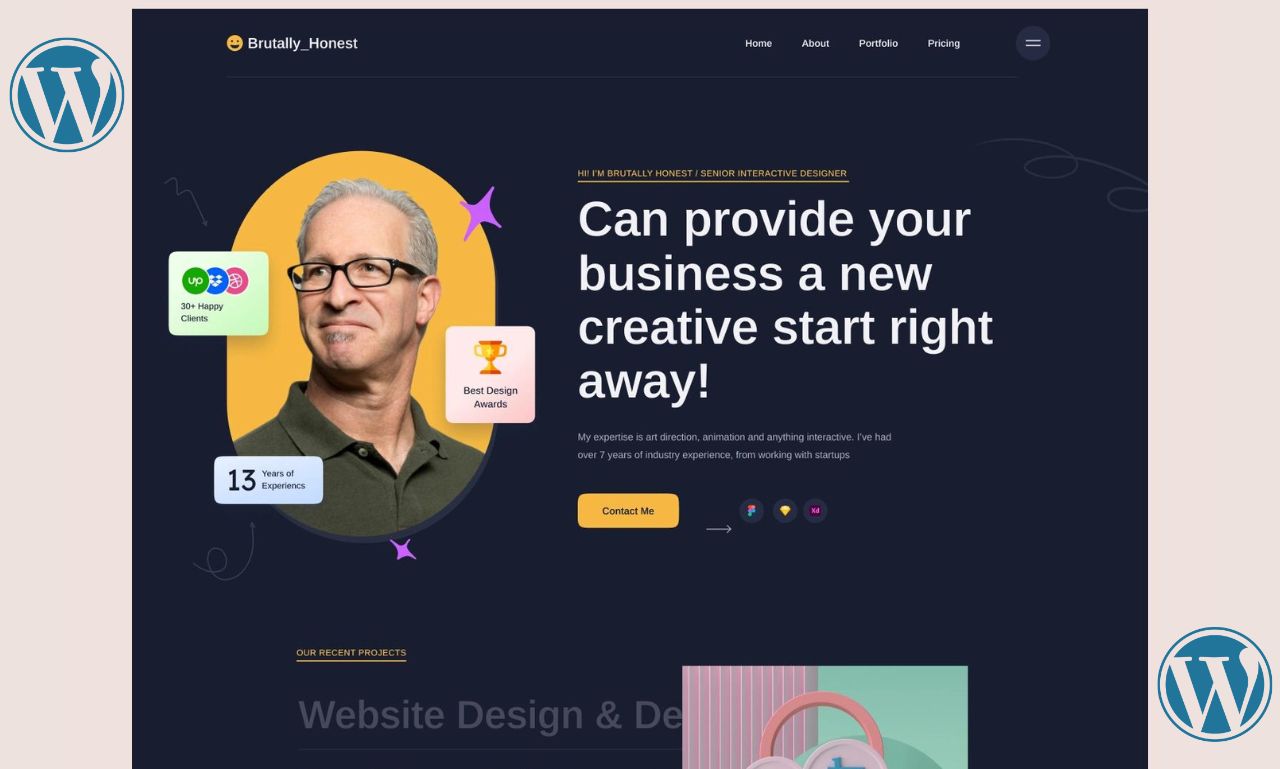 Brutally_Honest
Home About Portfolio Pricing
HI! I'M BRUTALLY HONEST / SENIOR INTERACTIVE DESIGNER
Can provide your
business a new
creative start right
away!
My expertise is art direction, animation and anything interactive. I've had
over 7 years of industry experience, from working with startups
Contact Me
Xd
up
30+ Happy
Clients
Best Design
Awards
13 Years of
Experiencs
OUR RECENT PROJECTS
Website Design & De